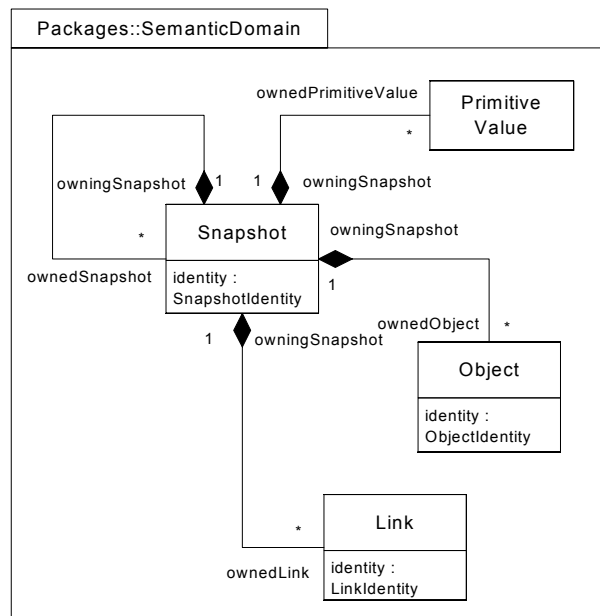 Packages::SemanticDomain
ownedPrimitiveValue
Primitive
Value
*
owningSnapshot
1
1
owningSnapshot
*
Snapshot
owningSnapshot
identity :
SnapshotIdentity
ownedSnapshot
1
1
owningSnapshot
ownedObject
*
Object
identity :
ObjectIdentity
*
Link
ownedLink
identity :
LinkIdentity